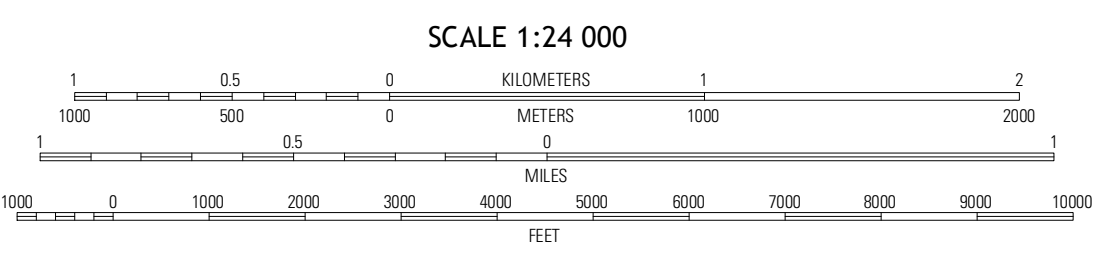 SCALE 1:24 000
1 0.5 0 KILOMETERS 1 2
1000 500 0 METERS 1000 2000
1 0.5 0 1
MILES
1000 0 1000 2000 3000 4000 5000 6000 7000 8000 9000 10000
FEET